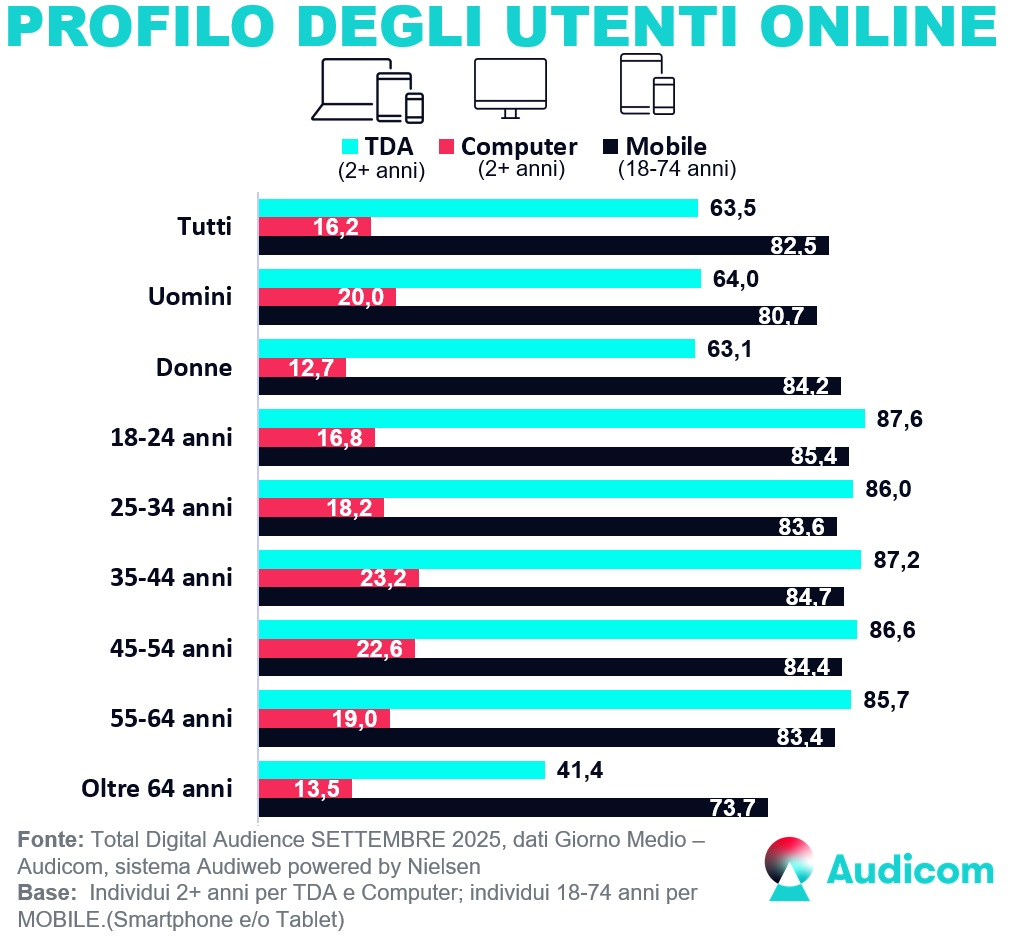 PROFILO DEGLI UTENTI ONLINE
TDA Computer Mobile
(2+ anni) (2+ anni) (18-74 anni)
Tutti 63,5 16,2 82,5
Uomini 64,0 20,0 80,7
Donne 63,1 12,7 84,2
18-24 anni 87,6 16,8 85,4
25-34 anni 86,0 18,2 83,6
35-44 anni 87,2 23,2 84,7
45-54 anni 86,6 22,6 84,4
55-64 anni 85,7 19,0 83,4
Oltre 64 anni 41,4 13,5 73,7
Fonte: Total Digital Audience SETTEMBRE 2025, dati Giorno Medio –
Audicom, sistema Audiweb powered by Nielsen
Base: Individui 2+ anni per TDA e Computer; individui 18-74 anni per
MOBILE.(Smartphone e/o Tablet)
Audicom